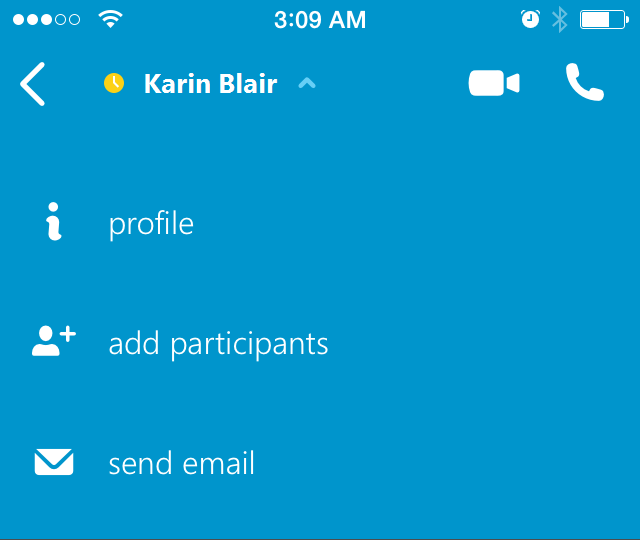 3:09 AM
Karin Blair
profile
add participants
send email